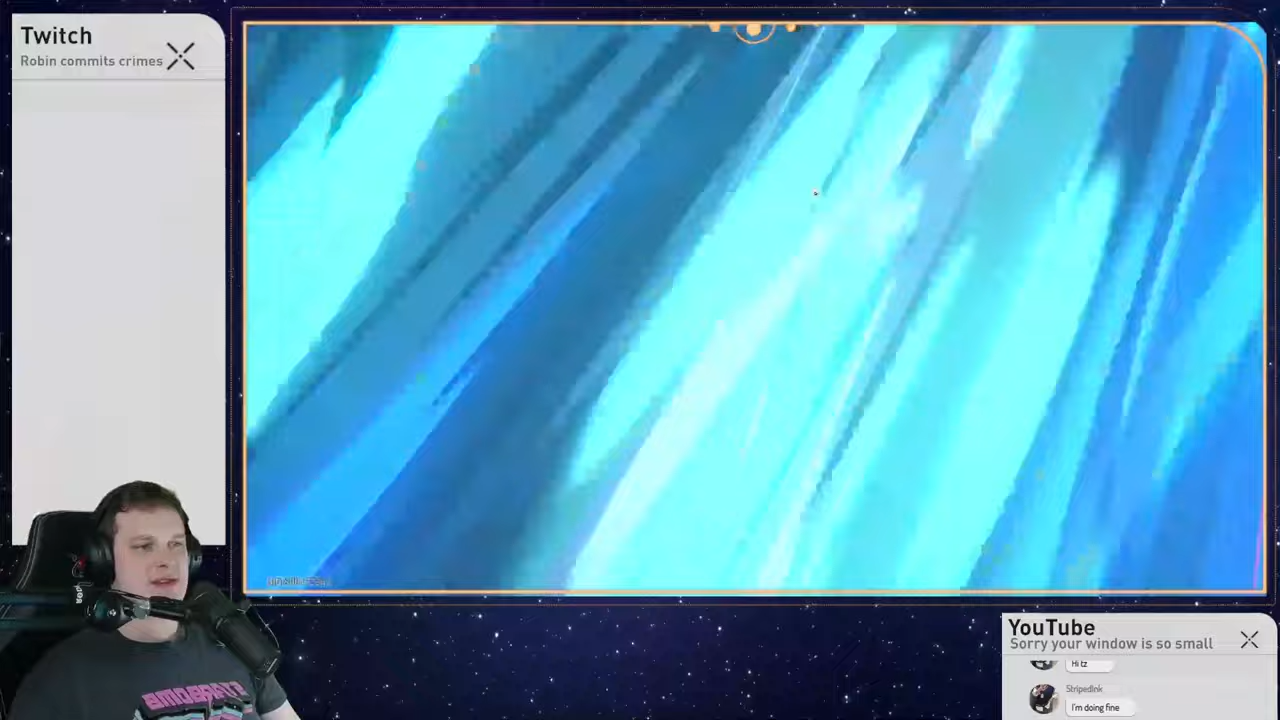 Twitch
Robin commits crimes
YouTube
Sorry your window is so small
Hi tz
StripedInk
I'm doing fine